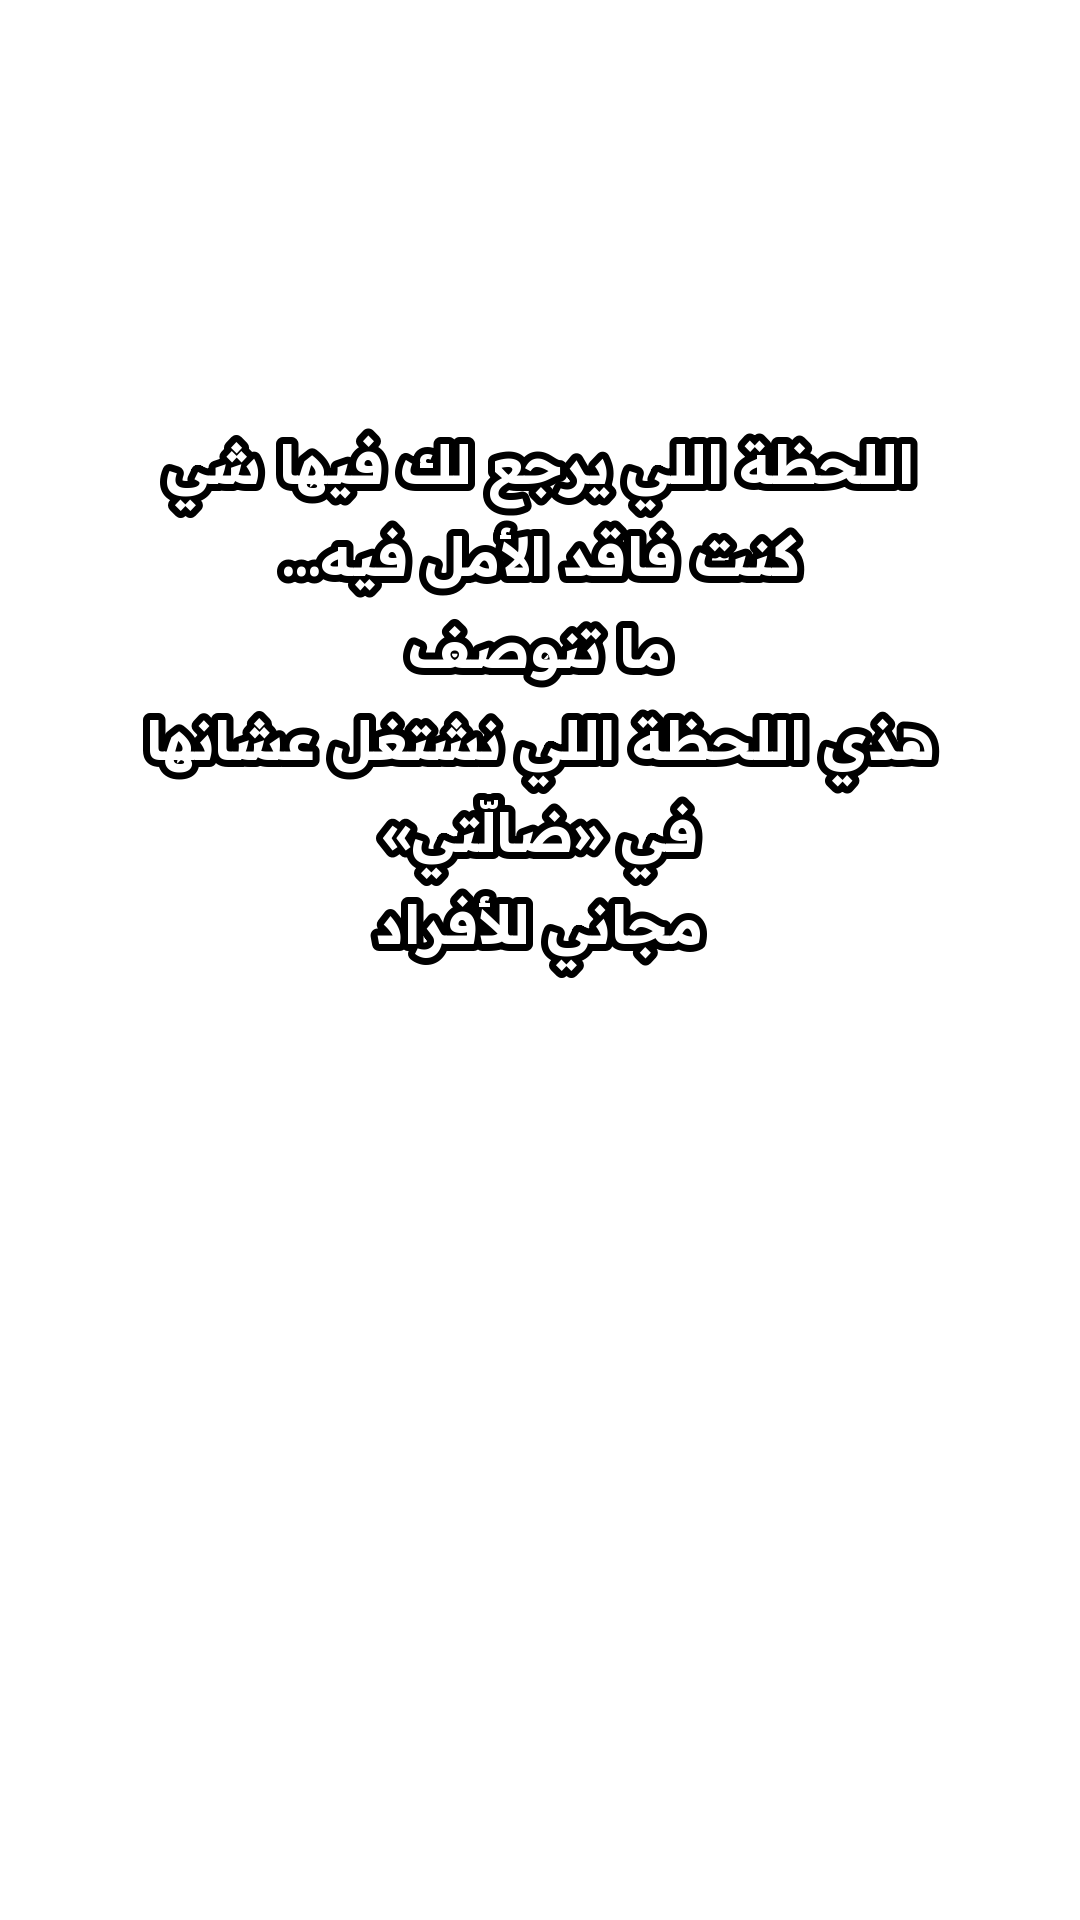 اللحظة اللي يرجع لك فيها شي
كنت فاقد الأمل فيه...
ما تنوصف
هذي اللحظة اللي نشتغل عشانها
في «ضالّتي»
مجاني للأفراد